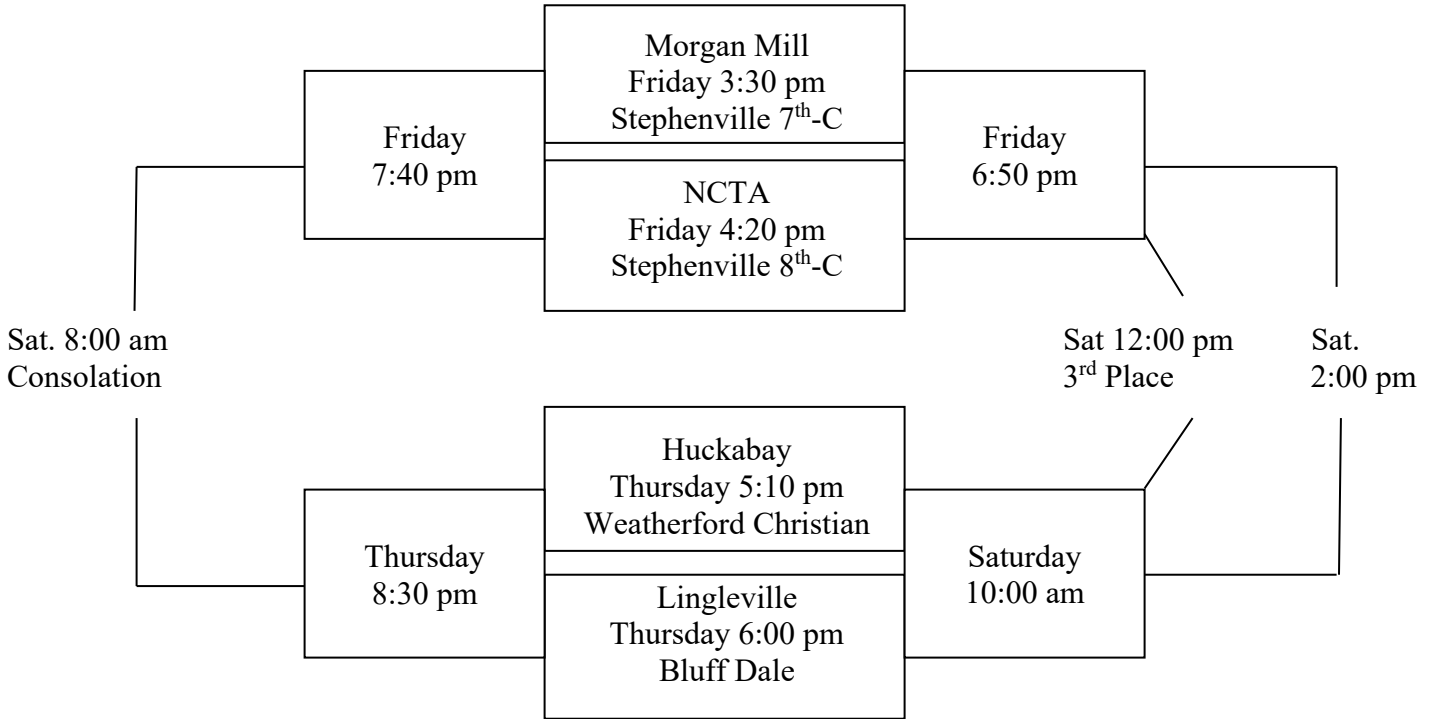 Morgan Mill
Friday 3:30 pm
Stephenville 7th-C
Friday
7:40 pm
Friday
6:50 pm
NCTA
Friday 4:20 pm
Stephenville 8th-C
Sat. 8:00 am
Consolation
Sat 12:00 pm
3rd Place
Sat.
2:00 pm
Huckabay
Thursday 5:10 pm
Weatherford Christian
Thursday
8:30 pm
Saturday
10:00 am
Lingleville
Thursday 6:00 pm
Bluff Dale